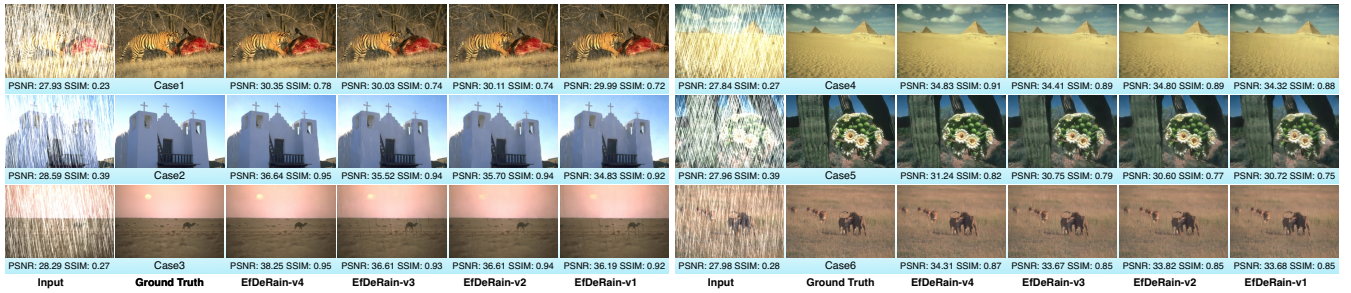 PSNR: 27.93 SSIM: 0.23 Case1 PSNR: 30.35 SSIM: 0.78 PSNR: 30.03 SSIM: 0.74 PSNR: 30.11 SSIM: 0.74 PSNR: 29.99 SSIM: 0.72 PSNR: 27.84 SSIM: 0.27 Case4 PSNR: 34.83 SSIM: 0.91 PSNR: 34.41 SSIM: 0.89 PSNR: 34.80 SSIM: 0.89 PSNR: 34.32 SSIM: 0.88
PSNR: 28.59 SSIM: 0.39 Case2 PSNR: 36.64 SSIM: 0.95 PSNR: 35.52 SSIM: 0.94 PSNR: 35.70 SSIM: 0.94 PSNR: 34.83 SSIM: 0.92 PSNR: 27.96 SSIM: 0.39 Case5 PSNR: 31.24 SSIM: 0.82 PSNR: 30.75 SSIM: 0.79 PSNR: 30.60 SSIM: 0.77 PSNR: 30.72 SSIM: 0.75
PSNR: 28.29 SSIM: 0.27 Case3 PSNR: 38.25 SSIM: 0.95 PSNR: 36.61 SSIM: 0.93 PSNR: 36.61 SSIM: 0.94 PSNR: 36.19 SSIM: 0.92 PSNR: 27.98 SSIM: 0.28 Case6 PSNR: 34.31 SSIM: 0.87 PSNR: 33.67 SSIM: 0.85 PSNR: 33.82 SSIM: 0.85 PSNR: 33.68 SSIM: 0.85
Input Ground Truth EfDeRain-v4 EfDeRain-v3 EfDeRain-v2 EfDeRain-v1 Input Ground Truth EfDeRain-v4 EfDeRain-v3 EfDeRain-v2 EfDeRain-v1